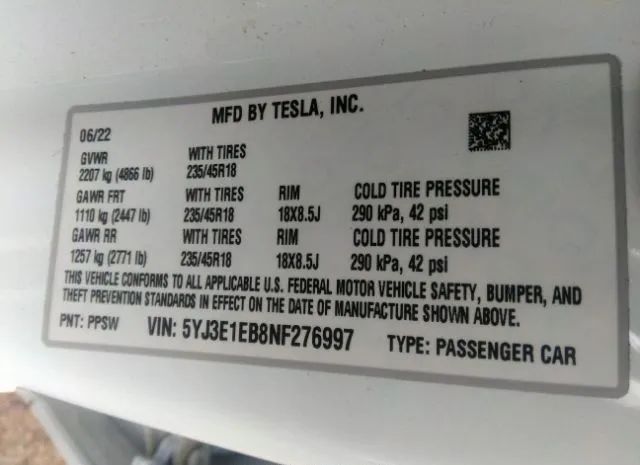 MFD BY TESLA, INC.
06/22
GVWR WITH TIRES
2207 kg (4866 lb) 235/45R18
GAWR FRT WITH TIRES RIM COLD TIRE PRESSURE
1110 kg (2447 lb) 235/45R18 18X8.5J 290 kPa, 42 psi
GAWR RR WITH TIRES RIM COLD TIRE PRESSURE
1257 kg (2771 lb) 235/45R18 18X8.5J 290 kPa, 42 psi
THIS VEHICLE CONFORMS TO ALL APPLICABLE U.S. FEDERAL MOTOR VEHICLE SAFETY, BUMPER, AND
THEFT PREVENTION STANDARDS IN EFFECT ON THE DATE OF MANUFACTURE SHOWN ABOVE.
PNT: PPSW VIN: 5YJ3E1EB8NF276997 TYPE: PASSENGER CAR